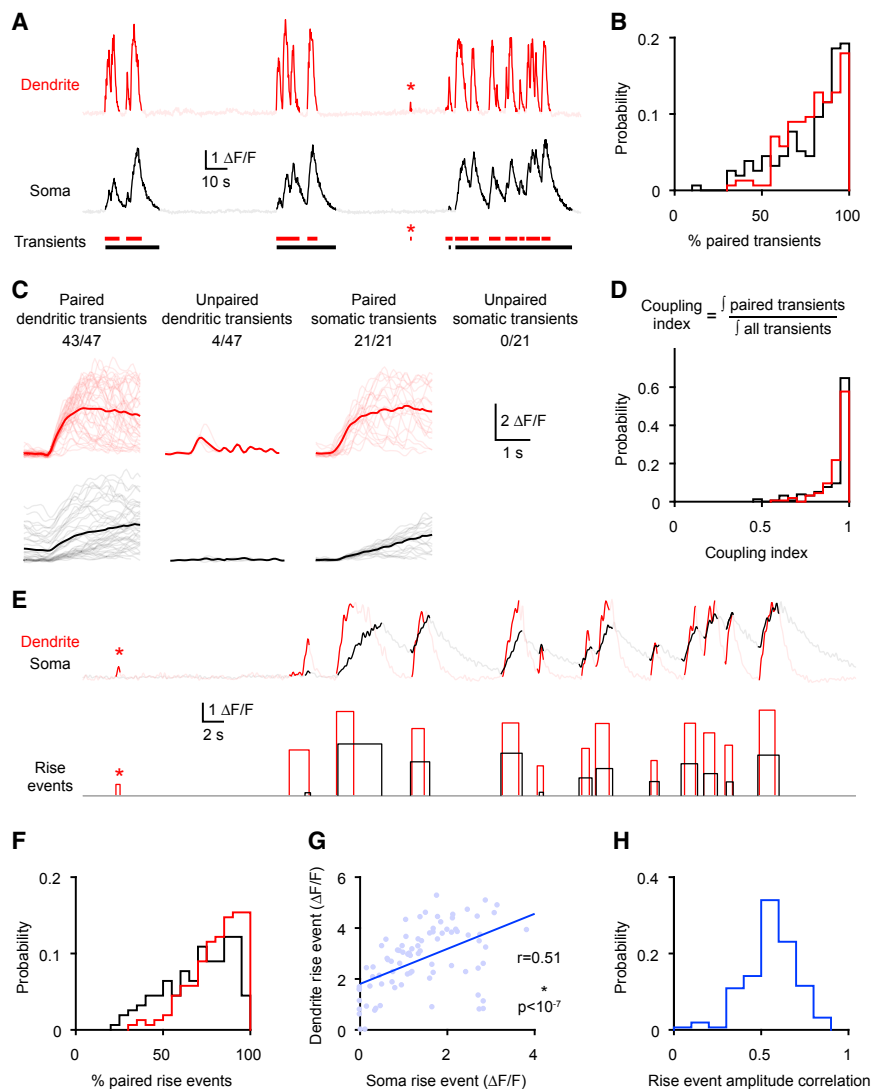 A
Dendrite
*
1 ΔF/F
10 s
Soma
Transients
*
B
0.2
0.1
0
Probability
0
50
100
% paired transients
C
Paired
dendritic transients
43/47
Unpaired
dendritic transients
4/47
Paired
somatic transients
21/21
Unpaired
somatic transients
0/21
2 ΔF/F
1 s
D
Coupling index = ∫ paired transients / ∫ all transients
0.6
0.4
0.2
0
Probability
0
0.5
1
Coupling index
E
Dendrite
Soma
*
1 ΔF/F
2 s
Rise
events
*
F
0.2
0.1
0
Probability
0
50
100
% paired rise events
G
6
4
2
0
Dendrite rise event (ΔF/F)
r=0.51
*
p<10-7
0
2
4
Soma rise event (ΔF/F)
H
0.4
0.2
0
Probability
0
0.5
1
Rise event amplitude correlation